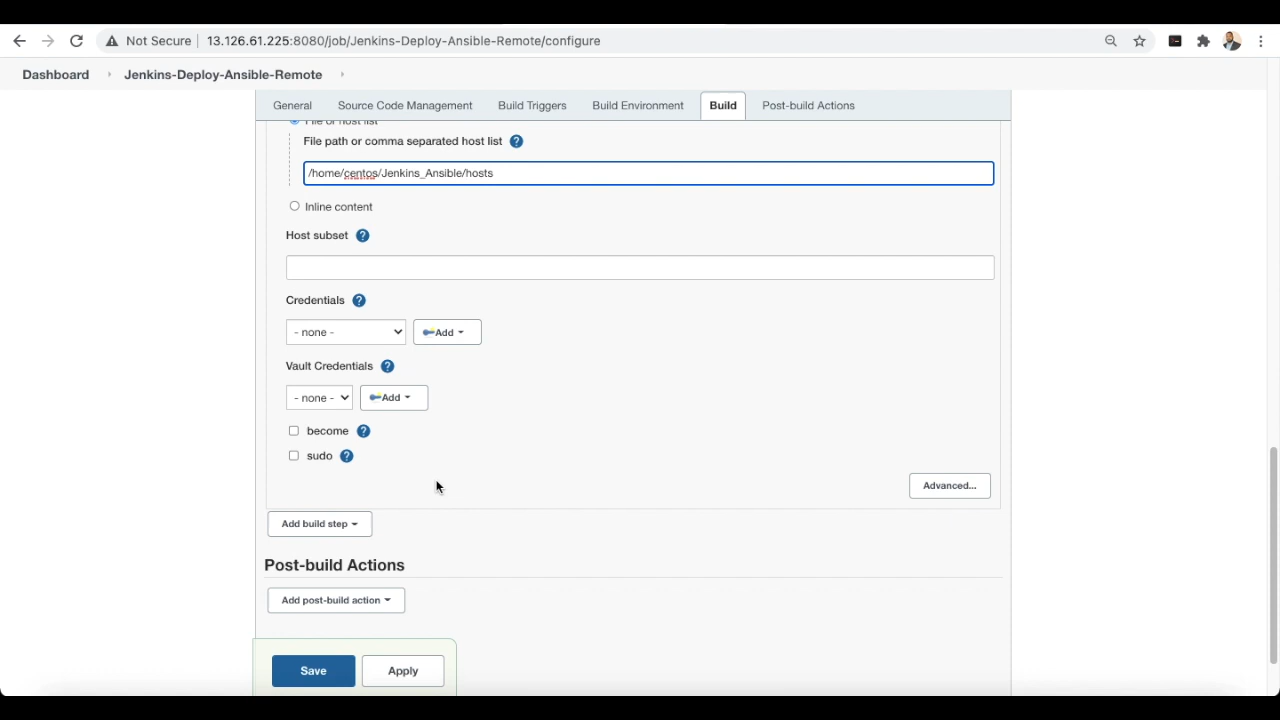 Not Secure | 13.126.61.225:8080/job/Jenkins-Deploy-Ansible-Remote/configure
Dashboard Jenkins-Deploy-Ansible-Remote
General Source Code Management Build Triggers Build Environment Build Post-build Actions
File or host list
File path or comma separated host list ?
/home/centos/Jenkins_Ansible/hosts
Inline content
Host subset ?
Credentials ?
- none - Add
Vault Credentials ?
- none - Add
become ?
sudo ?
Advanced...
Add build step
Post-build Actions
Add post-build action
Save Apply